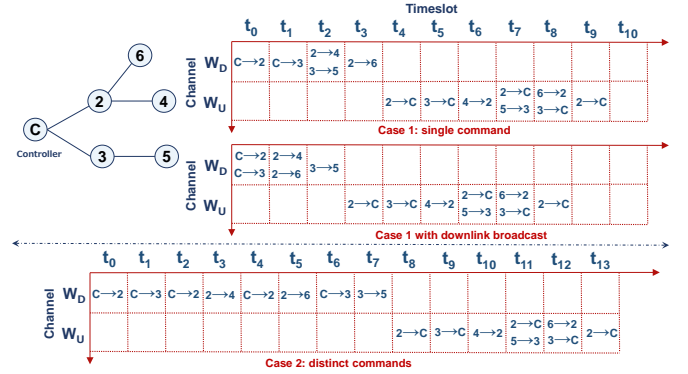 Timeslot
t0 t1 t2 t3 t4 t5 t6 t7 t8 t9 t10
Channel
WD
C→2 C→3 2→4 2→6
3→5
WU
2→C 3→C 4→2 2→C 6→2 2→C
5→3 3→C
Case 1: single command
6
2
4
C
Controller
3
5
Channel
WD
C→2 2→4 3→5
C→3 2→6
WU
2→C 3→C 4→2 2→C 6→2 2→C
5→3 3→C
Case 1 with downlink broadcast
t0 t1 t2 t3 t4 t5 t6 t7 t8 t9 t10 t11 t12 t13
Channel
WD
C→2 C→3 C→2 2→4 C→2 2→6 C→3 3→5
WU
2→C 3→C 4→2 2→C 6→2 2→C
5→3 3→C
Case 2: distinct commands